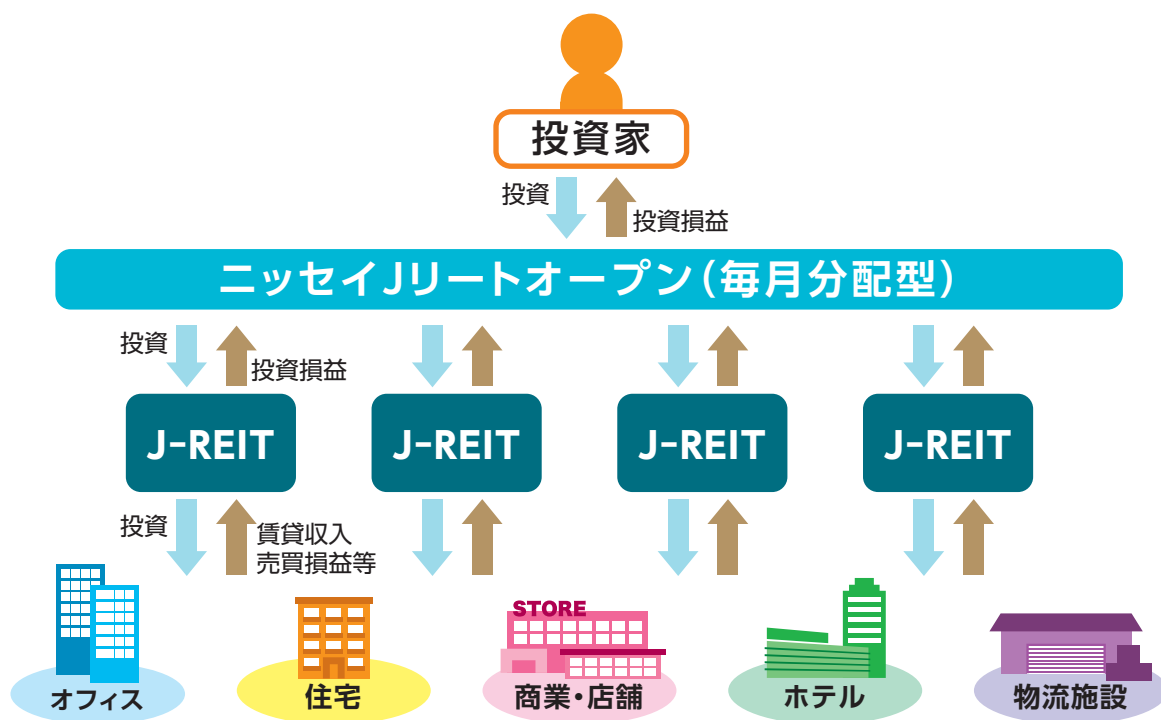 投資家
投資
投資損益
ニッセイJリートオープン(毎月分配型)
投資
投資損益
J-REIT
J-REIT
J-REIT
J-REIT
投資
賃貸収入
売買損益等
STORE
オフィス
住宅
商業・店舗
ホテル
物流施設